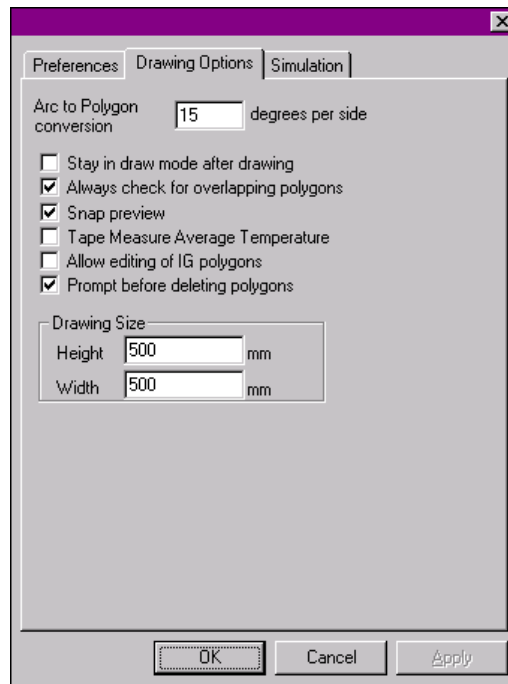 Preferences Drawing Options Simulation
Arc to Polygon
conversion 15 degrees per side
Stay in draw mode after drawing
Always check for overlapping polygons
Snap preview
Tape Measure Average Temperature
Allow editing of IG polygons
Prompt before deleting polygons
Drawing Size
Height 500 mm
Width 500 mm
OK Cancel Apply